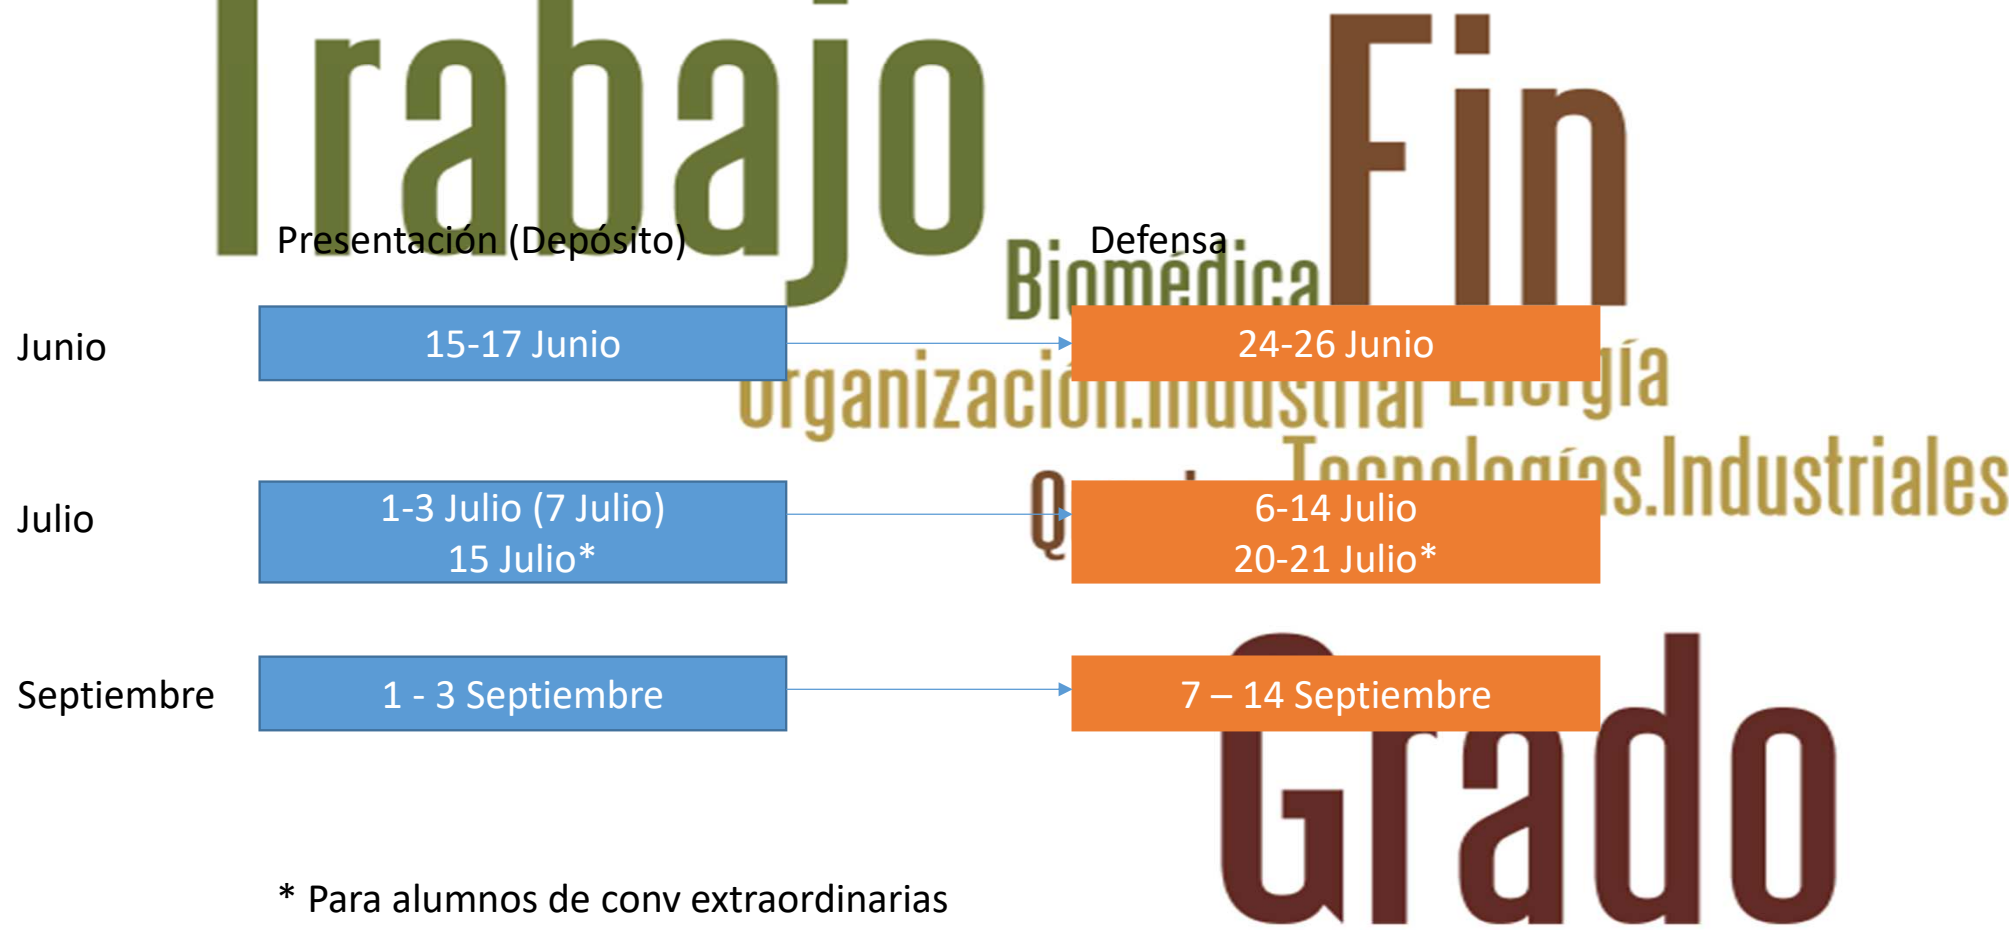 Trabajo Fin
Presentación (Depósito) Defensa
Biomédica
Junio 15-17 Junio 24-26 Junio
Organización.Industrial Energía
Tecnologías.Industriales
Julio 1-3 Julio (7 Julio) 6-14 Julio
15 Julio* 20-21 Julio*
Septiembre 1 - 3 Septiembre 7 – 14 Septiembre
Grado
* Para alumnos de conv extraordinarias